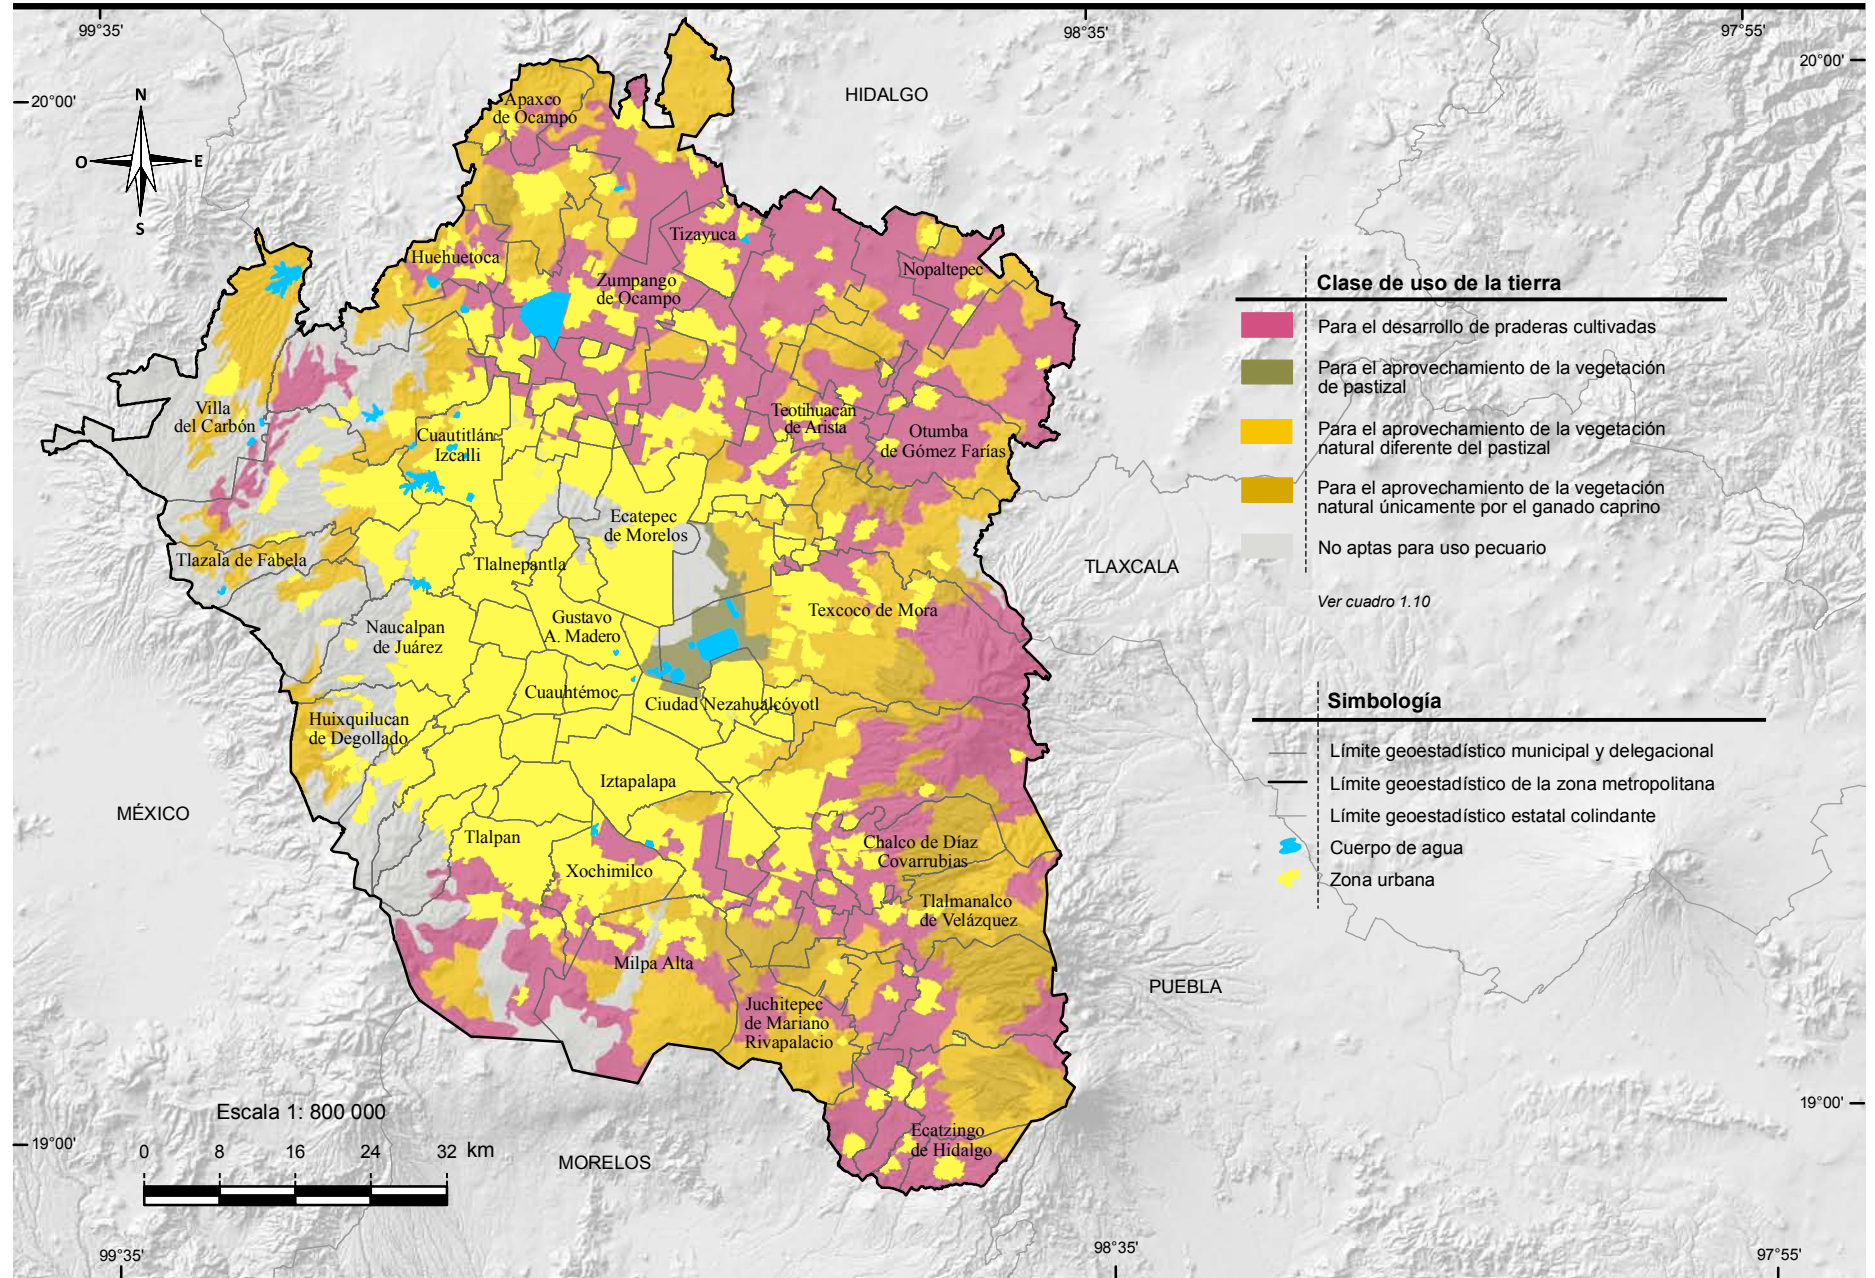 99°35'
98°35'
97°55'
20°00'
20°00'
N
O
E
S
HIDALGO
Apaxco
de Ocampo
Tizayuca
Huehuetoca
Nopaltepec
Zumpango
de Ocampo
Villa
del Carbón
Teotihuacán
de Arista
Cuautitlán
Izcalli
Otumba
de Gómez Farías
Ecatepec
de Morelos
Tlazala de Fabela
Tlalnepantla
TLAXCALA
Gustavo
A. Madero
Texcoco de Mora
Naucalpan
de Juárez
Cuauhtémoc
Ciudad Nezahualcóyotl
Huixquilucan
de Degollado
Iztapalapa
MÉXICO
Tlalpan
Chalco de Díaz
Covarrubias
Xochimilco
Tlalmanalco
de Velázquez
Milpa Alta
PUEBLA
Juchitepec
de Mariano
Rivapalacio
Ecatzingo
de Hidalgo
MORELOS
Clase de uso de la tierra
Para el desarrollo de praderas cultivadas
Para el aprovechamiento de la vegetación
de pastizal
Para el aprovechamiento de la vegetación
natural diferente del pastizal
Para el aprovechamiento de la vegetación
natural únicamente por el ganado caprino
No aptas para uso pecuario
Ver cuadro 1.10
Simbología
Límite geoestadístico municipal y delegacional
Límite geoestadístico de la zona metropolitana
Límite geoestadístico estatal colindante
Cuerpo de agua
Zona urbana
Escala 1: 800 000
0 8 16 24 32 km
19°00'
19°00'
99°35'
98°35'
97°55'